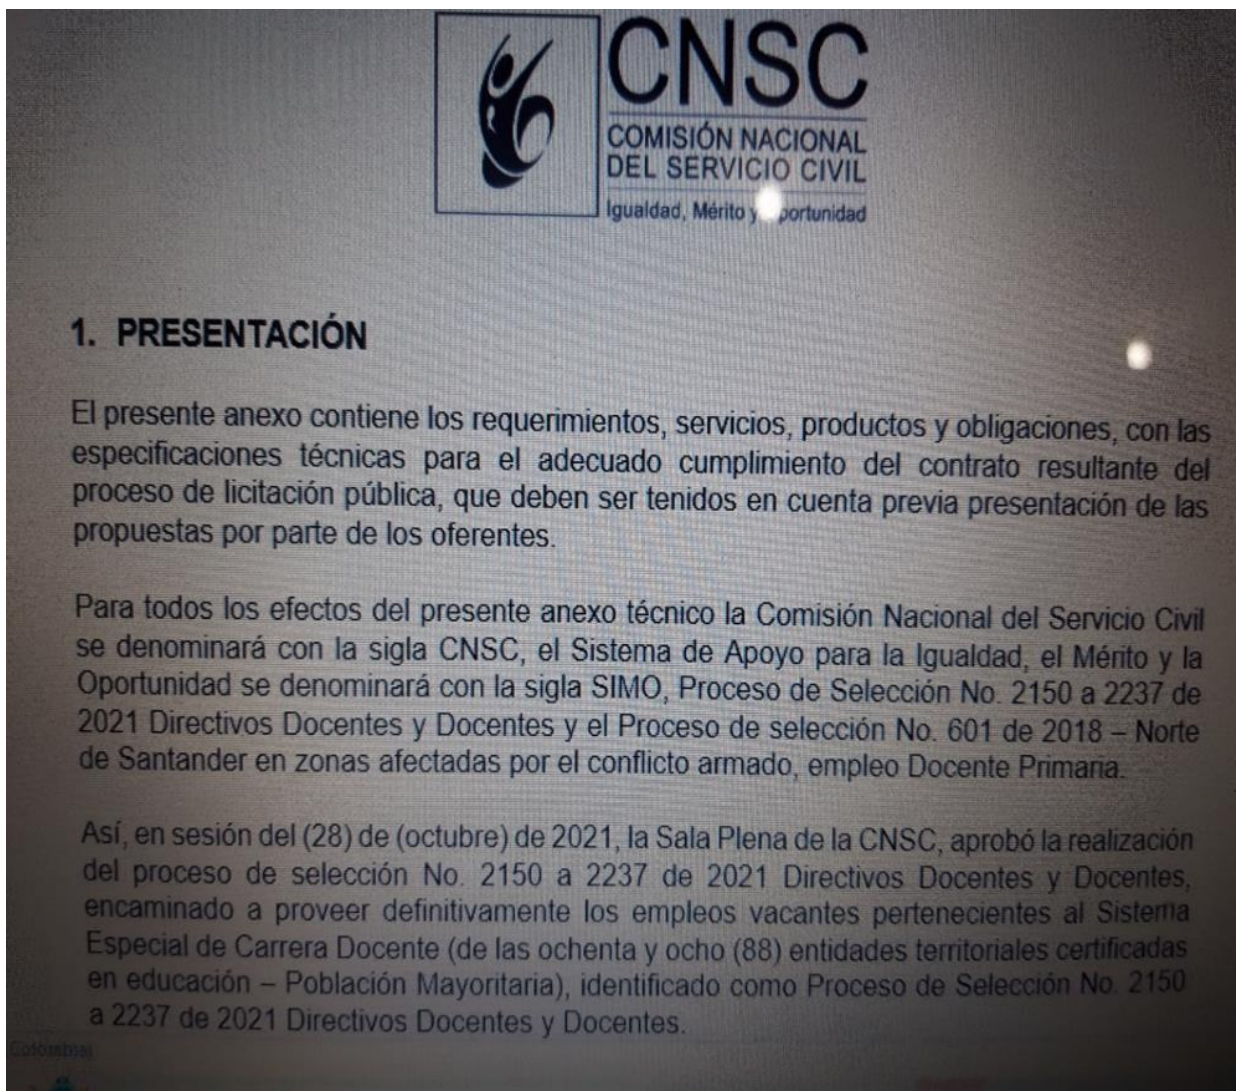 CNSC
COMISIÓN NACIONAL
DEL SERVICIO CIVIL
Igualdad, Mérito y portunidad
1. PRESENTACIÓN
El presente anexo contiene los requerimientos, servicios, productos y obligaciones, con las
especificaciones técnicas para el adecuado cumplimiento del contrato resultante del
proceso de licitación pública, que deben ser tenidos en cuenta previa presentación de las
propuestas por parte de los oferentes.
Para todos los efectos del presente anexo técnico la Comisión Nacional del Servicio Civil
se denominará con la sigla CNSC, el Sistema de Apoyo para la Igualdad, el Mérito y la
Oportunidad se denominará con la sigla SIMO, Proceso de Selección No. 2150 a 2237 de
2021 Directivos Docentes y Docentes y el Proceso de selección No. 601 de 2018 – Norte
de Santander en zonas afectadas por el conflicto armado, empleo Docente Primaria.
Así, en sesión del (28) de (octubre) de 2021, la Sala Plena de la CNSC, aprobó la realización
del proceso de selección No. 2150 a 2237 de 2021 Directivos Docentes y Docentes,
encaminado a proveer definitivamente los empleos vacantes pertenecientes al Sistema
Especial de Carrera Docente (de las ochenta y ocho (88) entidades territoriales certificadas
en educación – Población Mayoritaria), identificado como Proceso de Selección No. 2150
a 2237 de 2021 Directivos Docentes y Docentes.